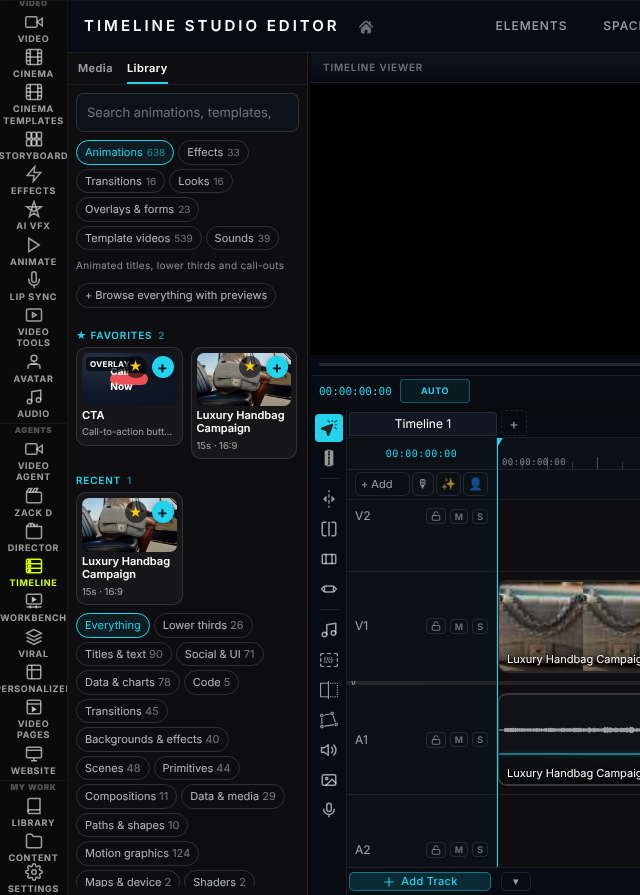 VIDEO
VIDEO
CINEMA
CINEMA
TEMPLATES
STORYBOARD
EFFECTS
AI VFX
ANIMATE
LIP SYNC
VIDEO
TOOLS
AVATAR
AUDIO
AGENTS
VIDEO
AGENT
ZACK D
DIRECTOR
TIMELINE
WORKBENCH
VIRAL
PERSONALIZE
VIDEO
PAGES
WEBSITE
MY WORK
LIBRARY
CONTENT
SETTINGS
TIMELINE STUDIO EDITOR
ELEMENTS
SPAC
Media Library
Search animations, templates,
Animations 638 Effects 33
Transitions 16 Looks 16
Overlays & forms 23
Template videos 539 Sounds 39
Animated titles, lower thirds and call-outs
+ Browse everything with previews
★ FAVORITES 2
OVERLAY ★ +
Call
Now
CTA
Call-to-action butt...
★ +
Luxury Handbag
Campaign
15s · 16:9
RECENT 1
★ +
Luxury Handbag
Campaign
15s · 16:9
Everything Lower thirds 26
Titles & text 90 Social & UI 71
Data & charts 78 Code 5
Transitions 45
Backgrounds & effects 40
Scenes 48 Primitives 44
Compositions 11 Data & media 29
Paths & shapes 10
Motion graphics 124
Maps & device 2 Shaders 2
TIMELINE VIEWER
00:00:00:00 AUTO
Timeline 1 +
00:00:00:00
00:00:00:00
+ Add
V2 M S
V1 M S
Luxury Handbag Campaig
A1 M S
Luxury Handbag Campaig
A2 M S
+ Add Track ▼